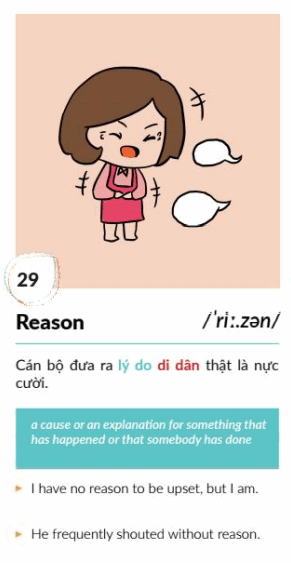 29
Reason /ˈriː.zən/
Cán bộ đưa ra lý do di dân thật là nực
cười.
a cause or an explanation for something that
has happened or that somebody has done
I have no reason to be upset, but I am.
He frequently shouted without reason.